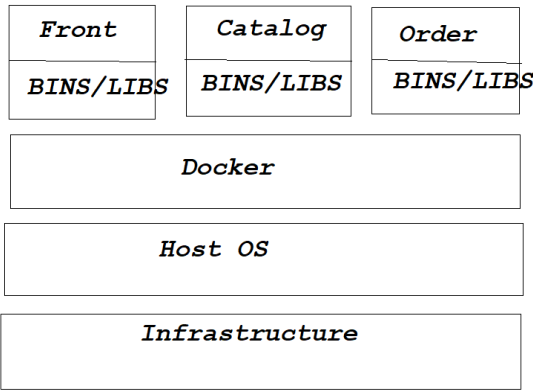 Front
Catalog
Order
BINS/LIBS
BINS/LIBS
BINS/LIBS
Docker
Host OS
Infrastructure